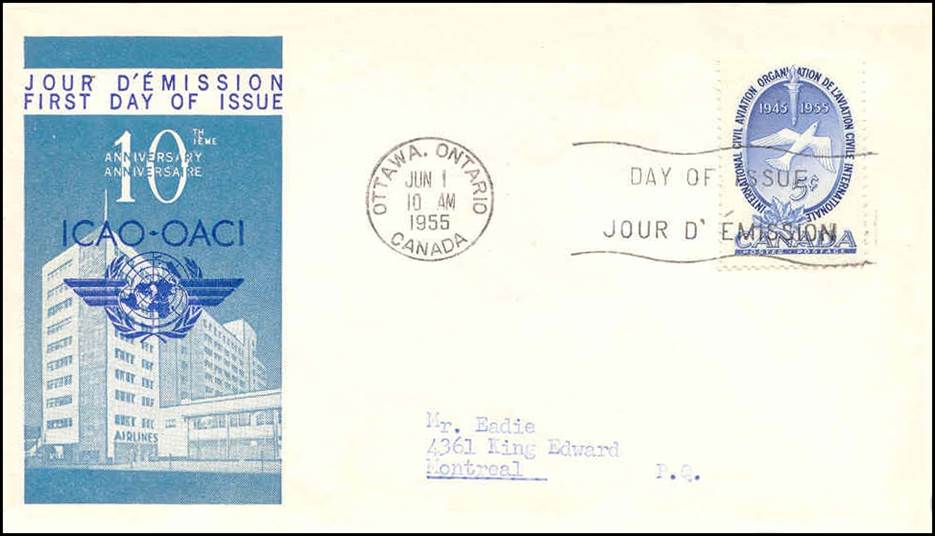 JOUR D'ÉMISSION
FIRST DAY OF ISSUE
10 TH
IEME
ANNIVERSARY
ANNIVERSAIRE
ICAO-OACI
AIRLINES
OTTAWA, ONTARIO
JUN 1
10 AM
1955
CANADA
DAY OF ISSUE
JOUR D'EMISSION
INTERNATIONAL CIVIL AVIATION ORGANISATION DE L'AVIATION CIVILE INTERNATIONALE
1945 1955
5¢
CANADA
POSTES - POSTAGE
Mr. Eadie
4361 King Edward
Montreal P.Q.